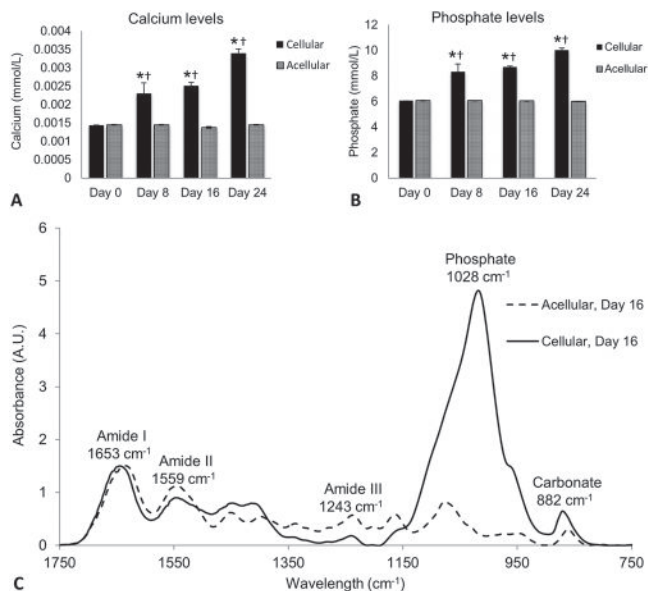 Calcium levels
0.004
0.0035
0.003
0.0025
0.002
0.0015
0.001
0.0005
0
Calcium (mmol/L)
*†
*†
*†
Cellular
Acellular
Day 0 Day 8 Day 16 Day 24
A
Phosphate levels
12
10
8
6
4
2
0
Phosphate (mmol/L)
*†
*†
*†
Cellular
Acellular
Day 0 Day 8 Day 16 Day 24
B
6
5
4
3
2
1
0
Absorbance (A.U.)
Phosphate
1028 cm⁻¹
Acellular, Day 16
Cellular, Day 16
Amide I
1653 cm⁻¹
Amide II
1559 cm⁻¹
Amide III
1243 cm⁻¹
Carbonate
882 cm⁻¹
1750 1550 1350 1150 950 750
Wavelength (cm⁻¹)
C